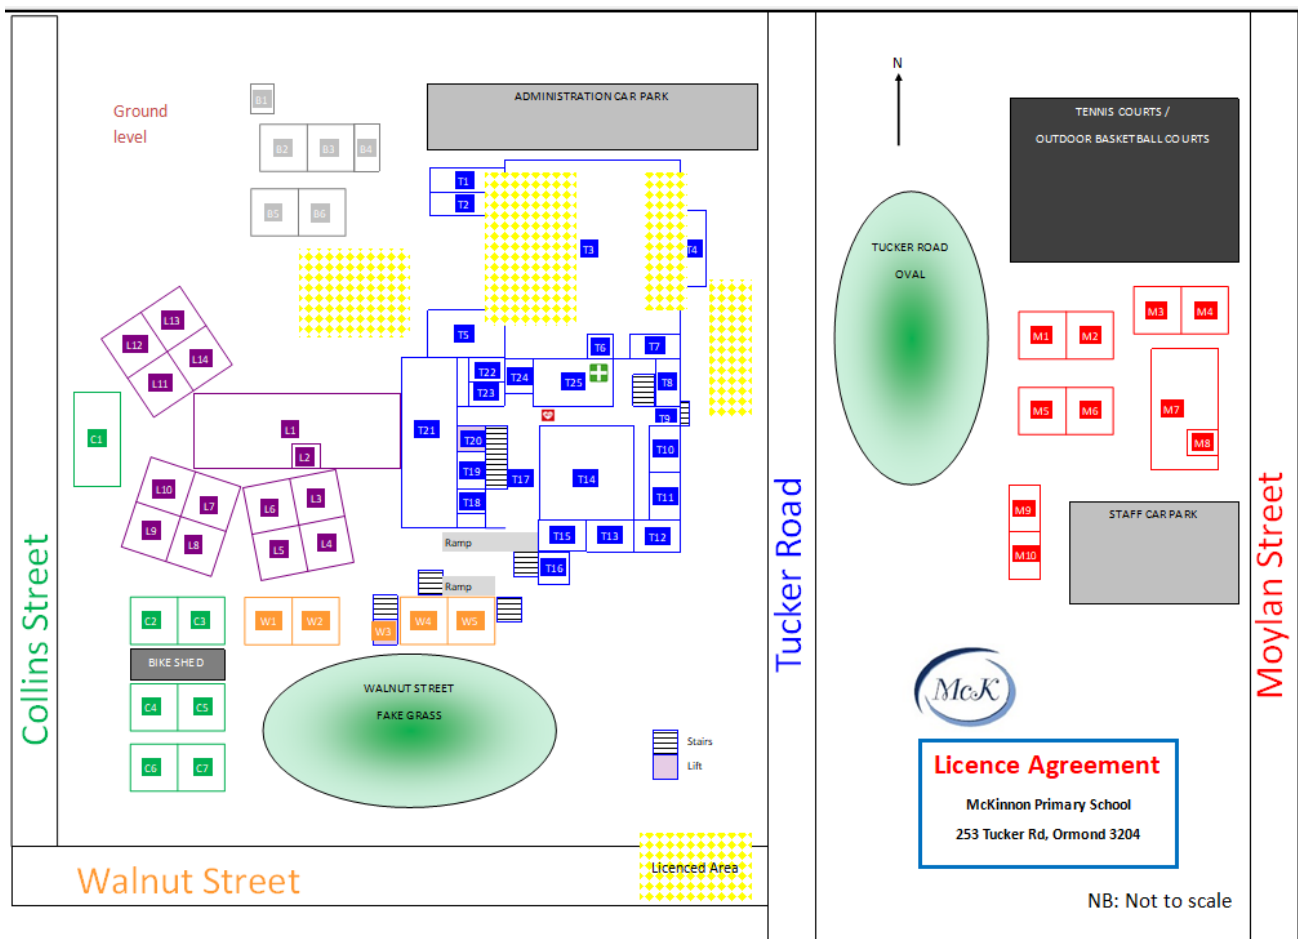 Ground
level
B1
B2
B3
B4
B5
B6
ADMINISTRATION CAR PARK
N
TENNIS COURTS /
OUTDOOR BASKETBALL COURTS
T1
T2
T3
T4
TUCKER ROAD
OVAL
L13
L12
L14
L11
T5
T6
T7
T22
T24
T25
T8
T23
T9
M3
M4
M1
M2
M5
M6
M7
M8
C1
L1
L2
T21
T20
T19
T18
T17
T14
T10
T11
T15
T13
T12
T16
L10
L7
L9
L8
L6
L3
L5
L4
Ramp
Ramp
M9
M10
STAFF CAR PARK
C2
C3
W1
W2
W3
W4
W5
BIKE SHED
C4
C5
C6
C7
WALNUT STREET
FAKE GRASS
Stairs
Lift
Collins Street
Tucker Road
Moylan Street
McK
Licence Agreement
McKinnon Primary School
253 Tucker Rd, Ormond 3204
Licenced Area
Walnut Street
NB: Not to scale